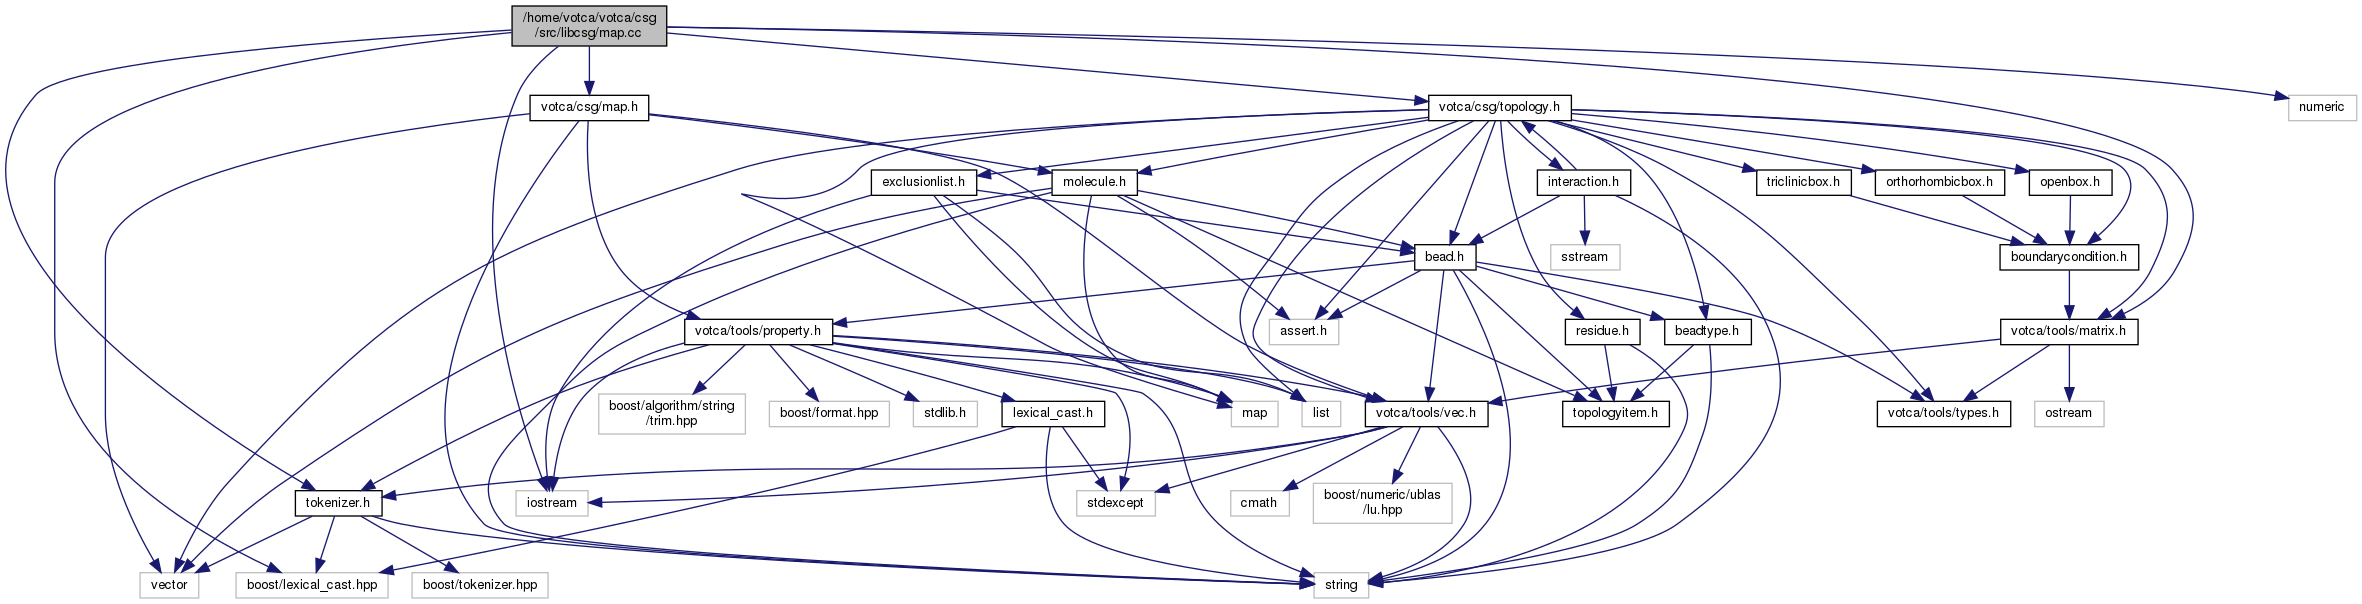 /home/votca/votca/csg
/src/libcsg/map.cc
votca/csg/map.h
votca/csg/topology.h
numeric
exclusionlist.h
molecule.h
interaction.h
triclinicbox.h
orthorhombicbox.h
openbox.h
bead.h
sstream
boundarycondition.h
votca/tools/property.h
assert.h
residue.h
beadtype.h
votca/tools/matrix.h
boost/algorithm/string
/trim.hpp
boost/format.hpp
stdlib.h
lexical_cast.h
map
list
votca/tools/vec.h
topologyitem.h
votca/tools/types.h
ostream
tokenizer.h
iostream
stdexcept
cmath
boost/numeric/ublas
/lu.hpp
vector
boost/lexical_cast.hpp
boost/tokenizer.hpp
string